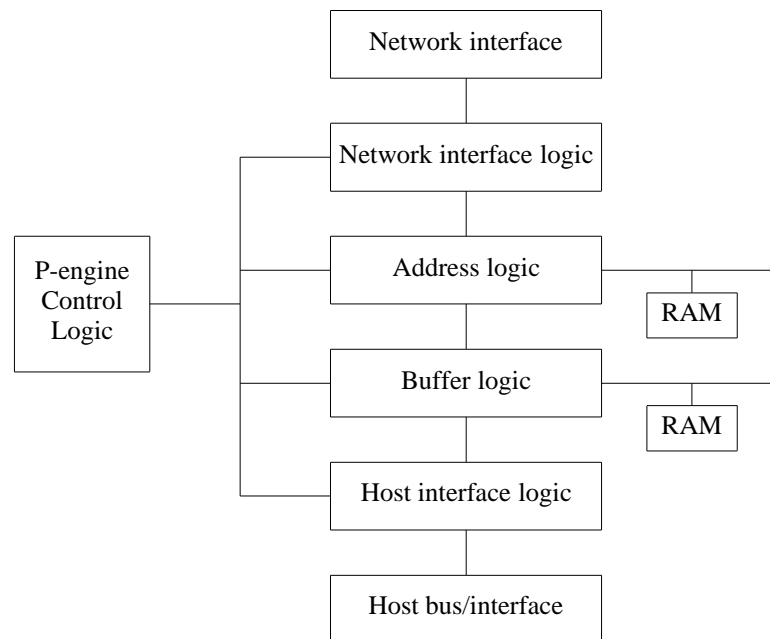 Network interface
Network interface logic
P-engine
Control
Logic
Address logic
RAM
Buffer logic
RAM
Host interface logic
Host bus/interface